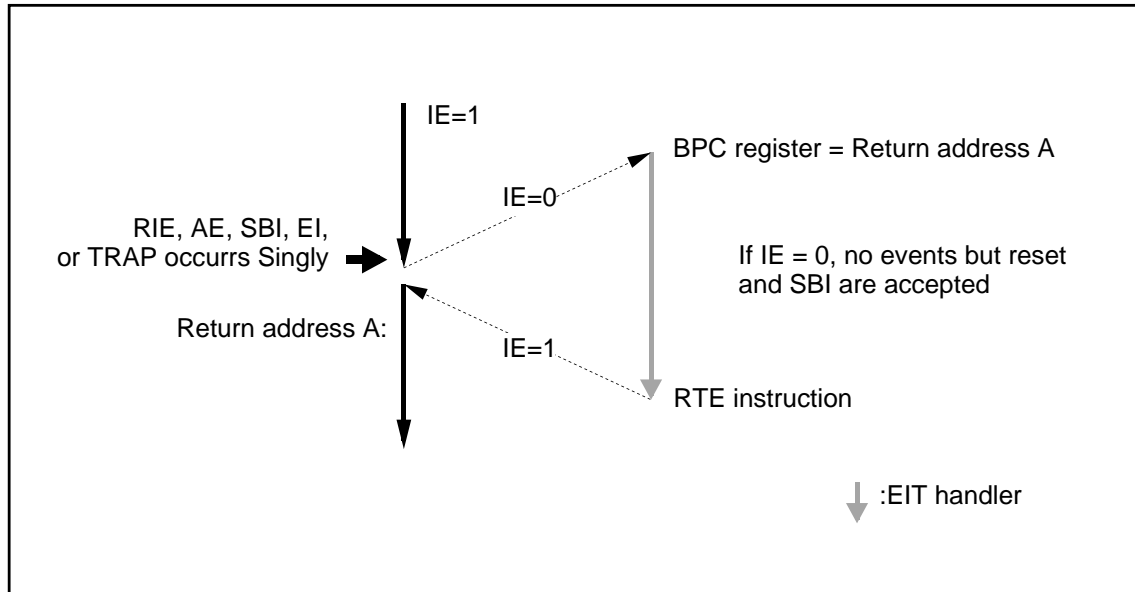 IE=1
BPC register = Return address A
IE=0
RIE, AE, SBI, EI,
or TRAP occurrs Singly
If IE = 0, no events but reset
and SBI are accepted
Return address A:
IE=1
RTE instruction
:EIT handler